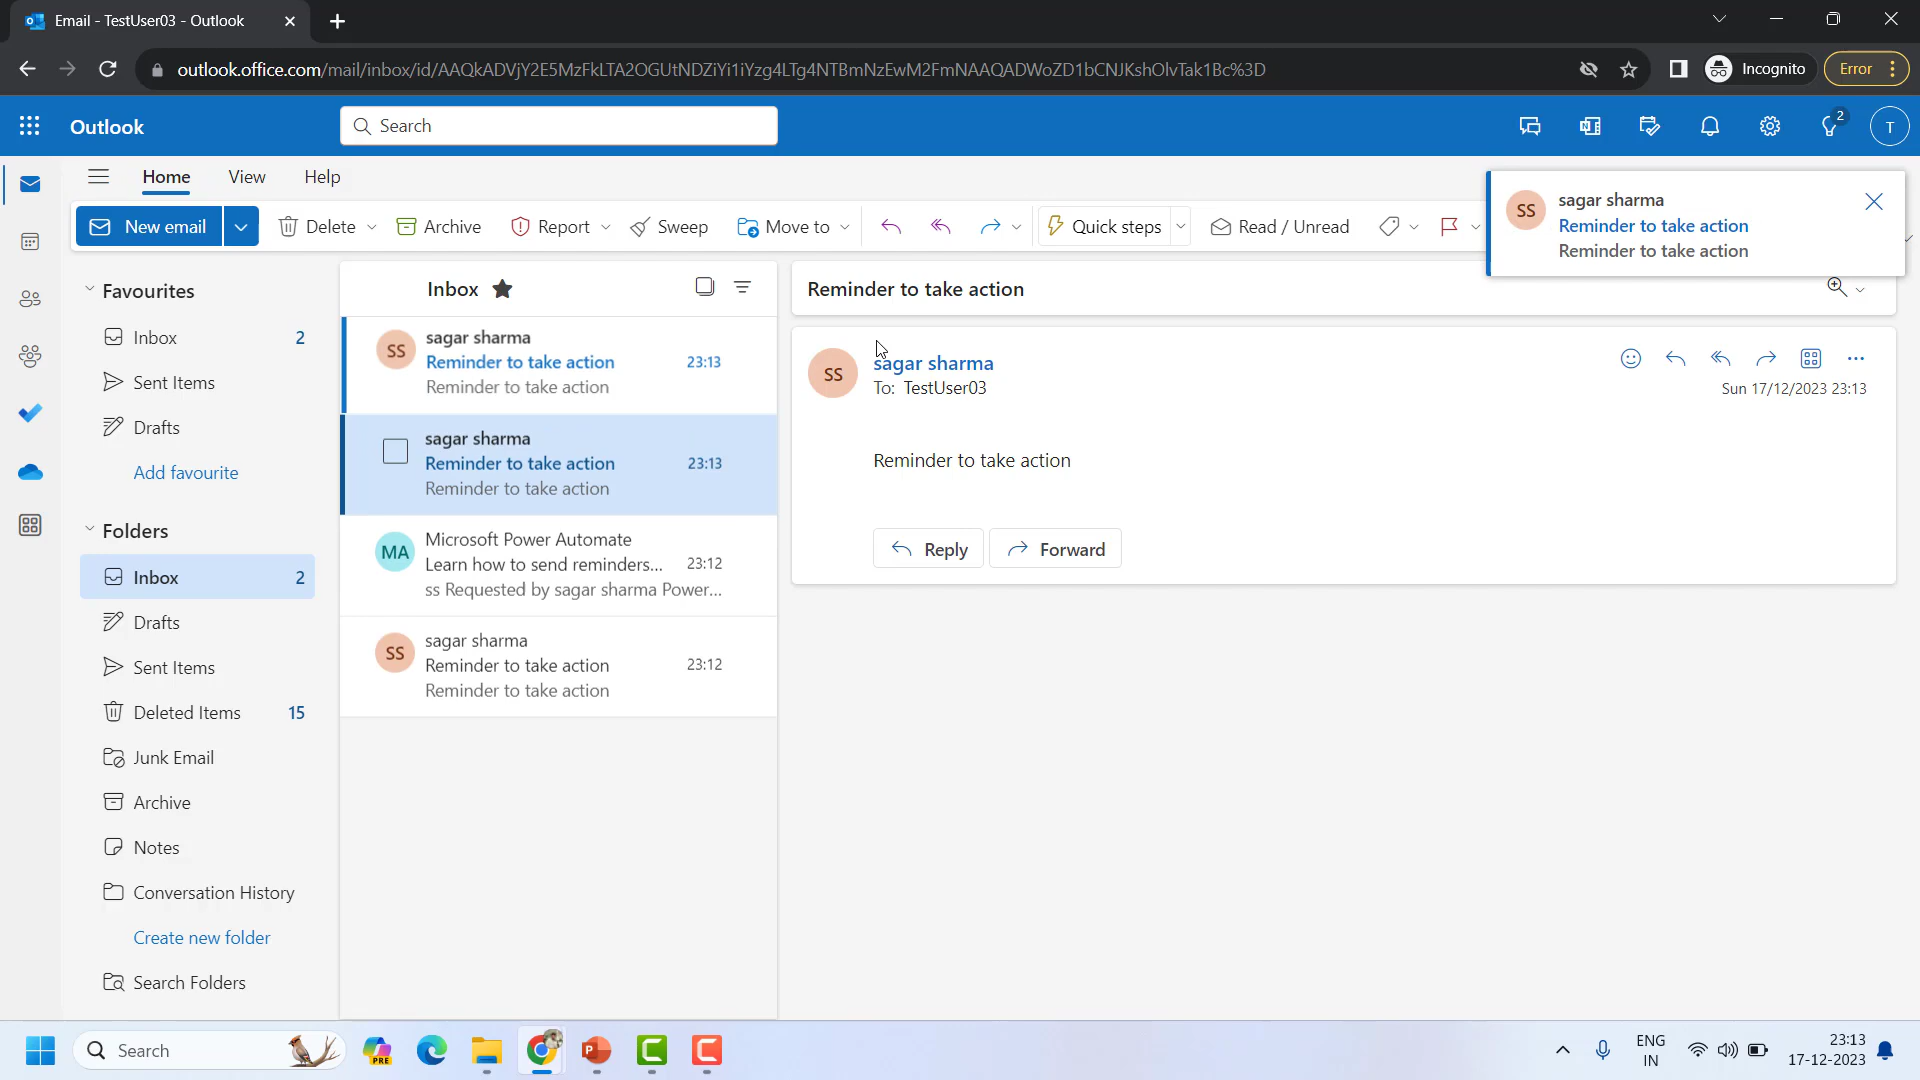 Email - TestUser03 - Outlook
outlook.office.com/mail/inbox/id/AAQkADVjY2E5MzFkLTA2OGUtNDZiYi1iYzg4LTg4NTBmNzEwM2FmNAAQADWoZD1bCNJKshOlvTak1Bc%3D
Incognito
Error
Outlook
Search
2
T
Home
View
Help
New email
Delete
Archive
Report
Sweep
Move to
Quick steps
Read / Unread
SS
sagar sharma
Reminder to take action
Reminder to take action
Favourites
Inbox 2
Sent Items
Drafts
Add favourite
Folders
Inbox 2
Drafts
Sent Items
Deleted Items 15
Junk Email
Archive
Notes
Conversation History
Create new folder
Search Folders
Inbox
SS
sagar sharma
Reminder to take action 23:13
Reminder to take action
sagar sharma
Reminder to take action 23:13
Reminder to take action
MA
Microsoft Power Automate
Learn how to send reminders... 23:12
ss Requested by sagar sharma Power...
SS
sagar sharma
Reminder to take action 23:12
Reminder to take action
Reminder to take action
SS
sagar sharma
To: TestUser03
Sun 17/12/2023 23:13
Reminder to take action
Reply
Forward
Search
PRE
ENG
IN
23:13
17-12-2023